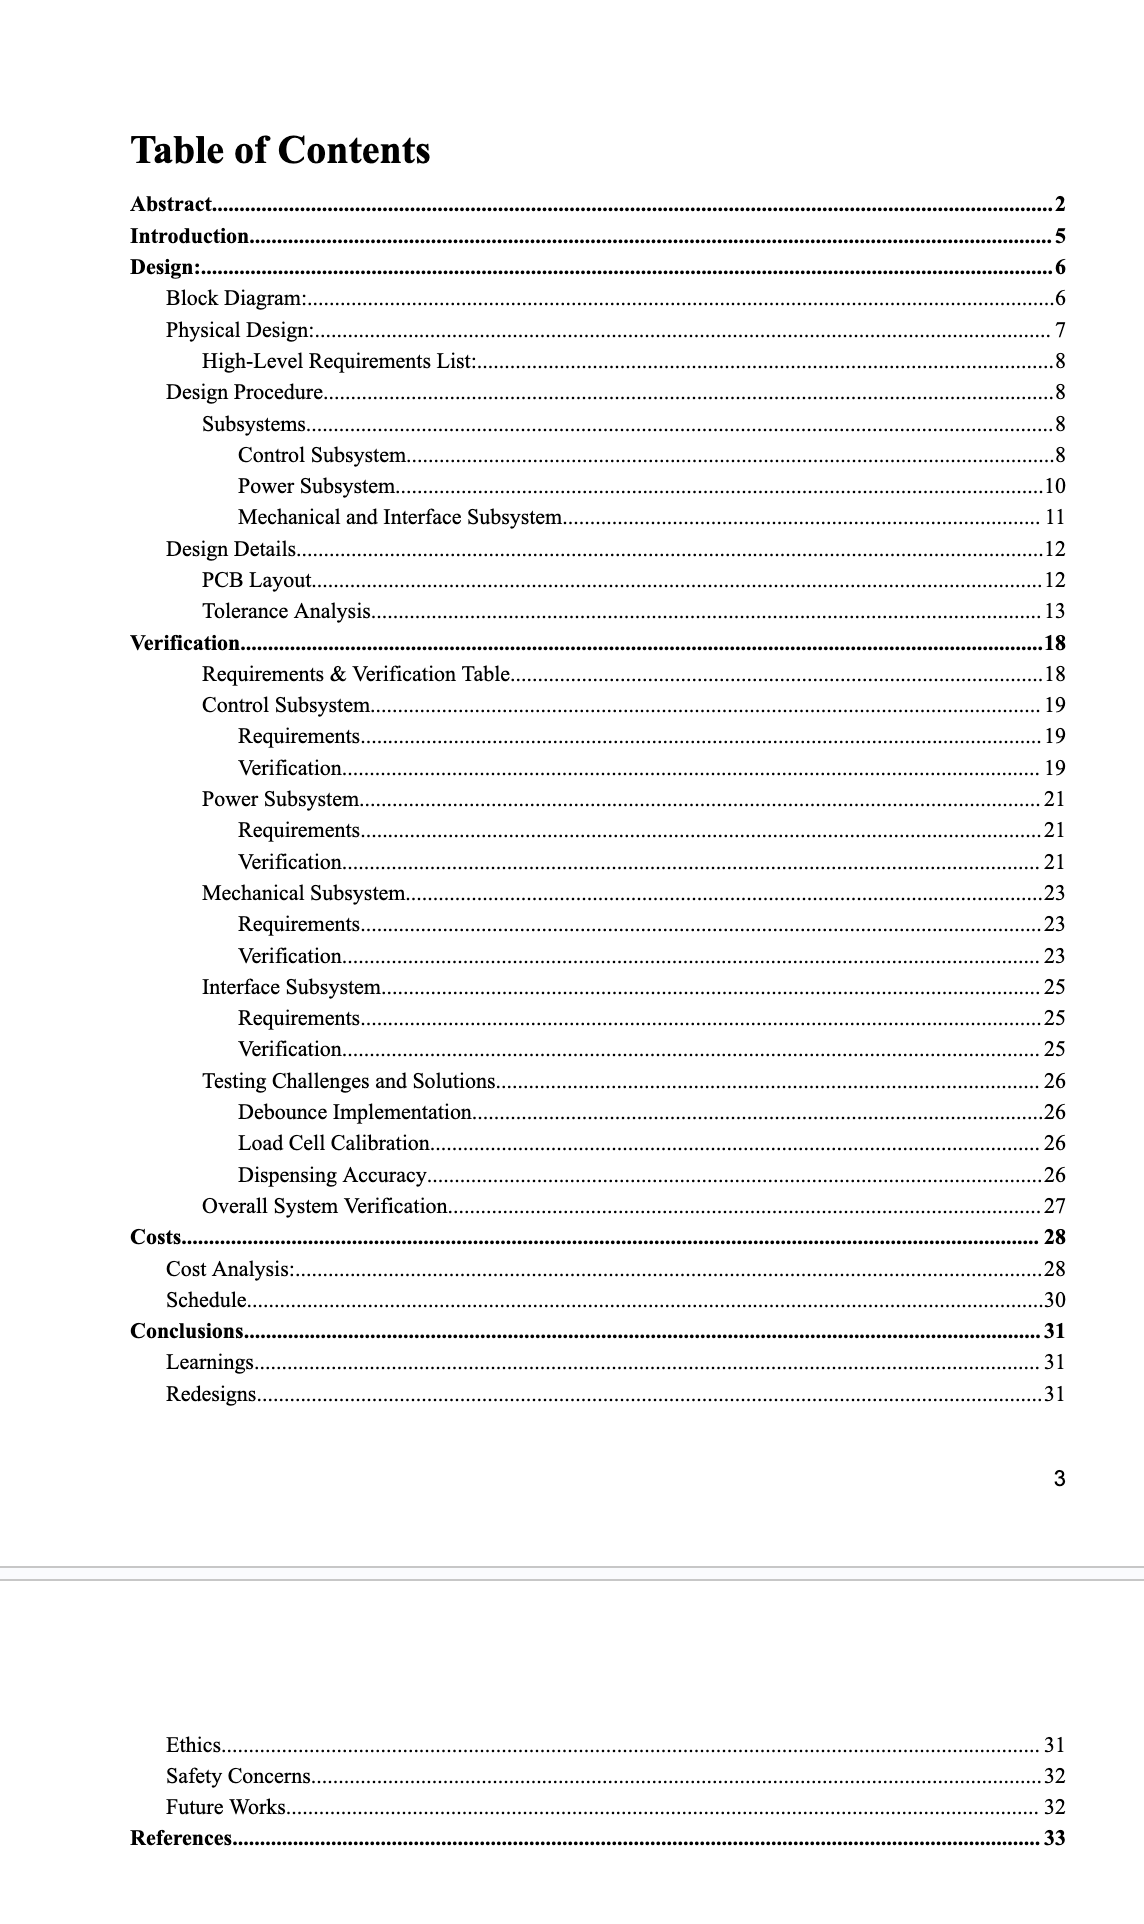 Table of Contents
Abstract.....2
Introduction.....5
Design:.....6
Block Diagram:.....6
Physical Design:.....7
High-Level Requirements List:.....8
Design Procedure.....8
Subsystems.....8
Control Subsystem.....8
Power Subsystem.....10
Mechanical and Interface Subsystem.....11
Design Details.....12
PCB Layout.....12
Tolerance Analysis.....13
Verification.....18
Requirements & Verification Table.....18
Control Subsystem.....19
Requirements.....19
Verification.....19
Power Subsystem.....21
Requirements.....21
Verification.....21
Mechanical Subsystem.....23
Requirements.....23
Verification.....23
Interface Subsystem.....25
Requirements.....25
Verification.....25
Testing Challenges and Solutions.....26
Debounce Implementation.....26
Load Cell Calibration.....26
Dispensing Accuracy.....26
Overall System Verification.....27
Costs.....28
Cost Analysis:.....28
Schedule.....30
Conclusions.....31
Learnings.....31
Redesigns.....31
3
Ethics.....31
Safety Concerns.....32
Future Works.....32
References.....33